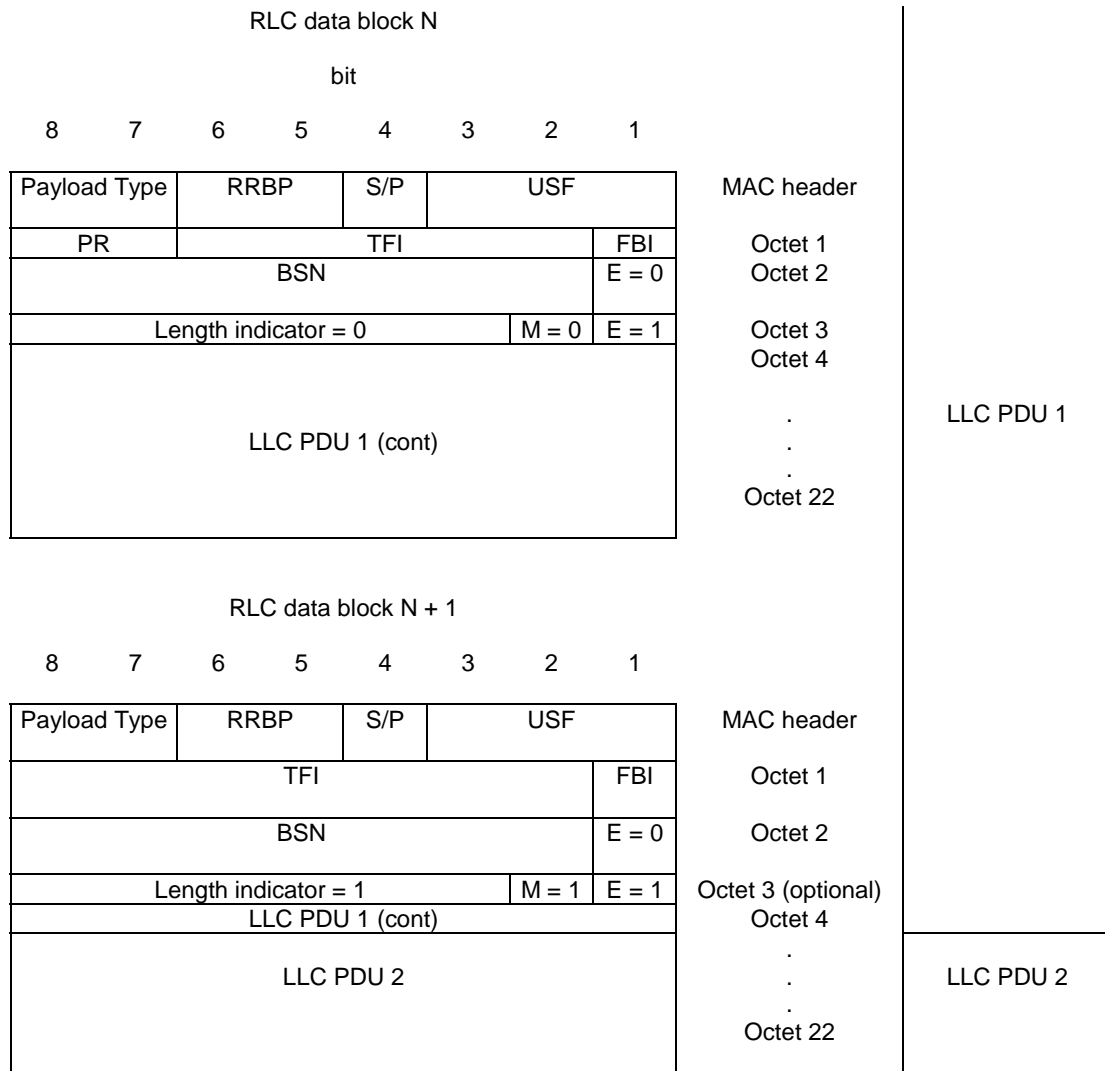 RLC data block N
bit
8 7 6 5 4 3 2 1
Payload Type RRBP S/P USF MAC header
PR TFI FBI Octet 1
BSN E = 0 Octet 2
Length indicator = 0 M = 0 E = 1 Octet 3
Octet 4
.
LLC PDU 1
LLC PDU 1 (cont) .
.
Octet 22
RLC data block N + 1
8 7 6 5 4 3 2 1
Payload Type RRBP S/P USF MAC header
TFI FBI Octet 1
BSN E = 0 Octet 2
Length indicator = 1 M = 1 E = 1 Octet 3 (optional)
LLC PDU 1 (cont) Octet 4
.
LLC PDU 2 . LLC PDU 2
.
Octet 22